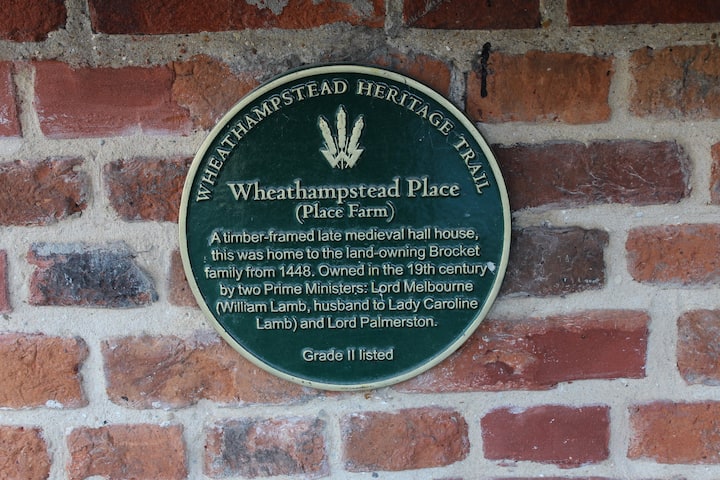 WHEATHAMPSTEAD HERITAGE TRAIL
Wheathampstead Place
(Place Farm)
A timber-framed late medieval hall house,
this was home to the land-owning Brocket
family from 1448. Owned in the 19th century
by two Prime Ministers: Lord Melbourne
(William Lamb, husband to Lady Caroline
Lamb) and Lord Palmerston.
Grade II listed